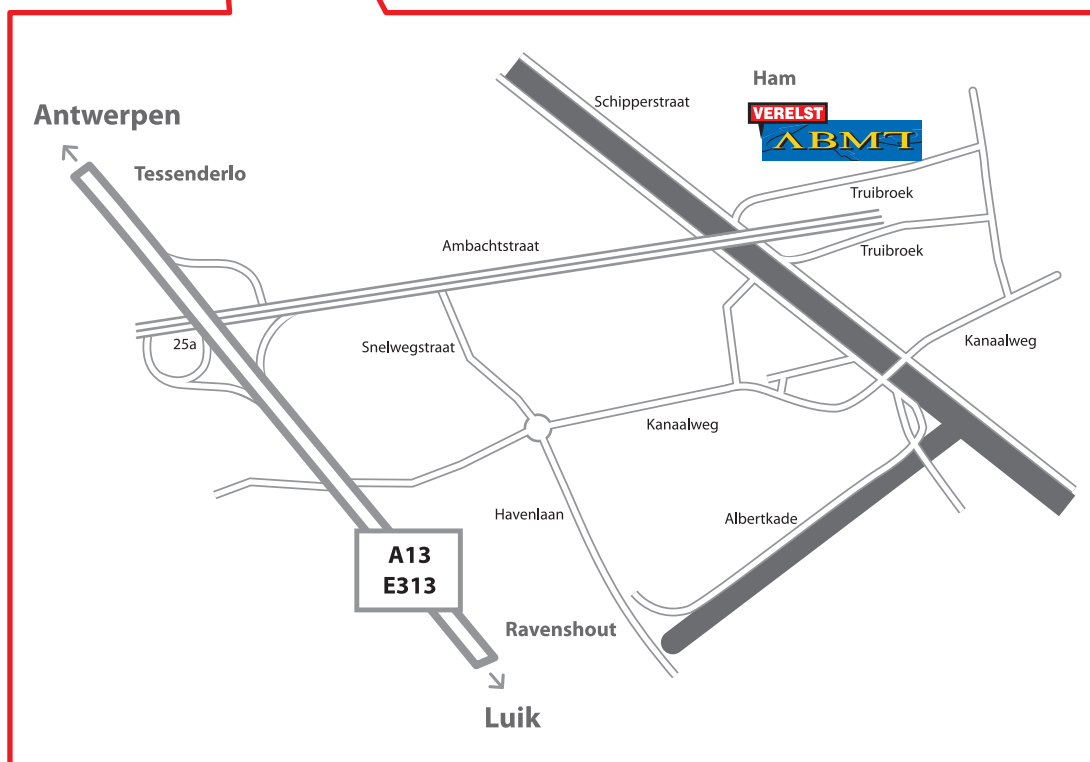 Ham
Schipperstraat
VERELST
ABMT
Antwerpen
Tessenderlo
Truibroek
Ambachtstraat
Truibroek
25a
Snelwegstraat
Kanaalweg
Kanaalweg
Havenlaan
Albertkade
A13
E313
Ravenshout
Luik